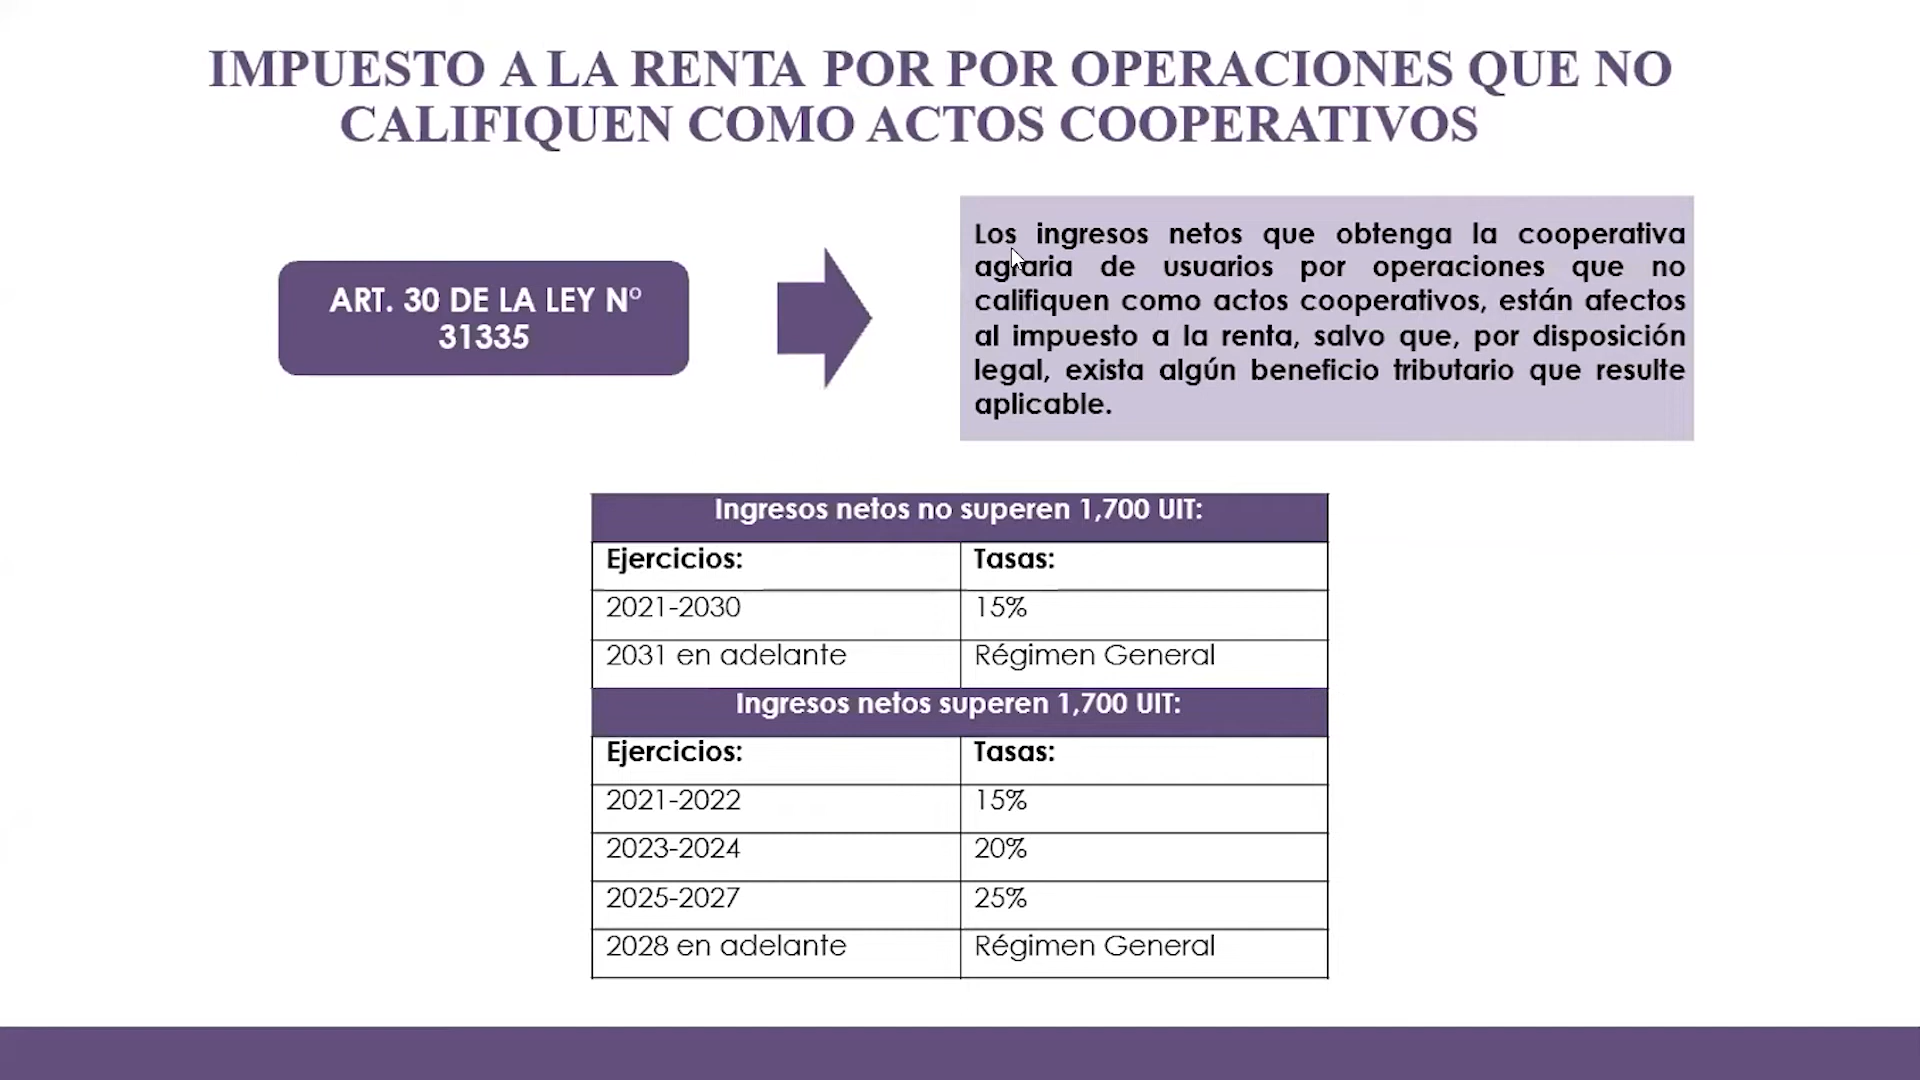 IMPUESTO A LA RENTA POR POR OPERACIONES QUE NO
CALIFIQUEN COMO ACTOS COOPERATIVOS
ART. 30 DE LA LEY Nº
31335
Los ingresos netos que obtenga la cooperativa
agraria de usuarios por operaciones que no
califiquen como actos cooperativos, están afectos
al impuesto a la renta, salvo que, por disposición
legal, exista algún beneficio tributario que resulte
aplicable.
Ingresos netos no superen 1,700 UIT:
Ejercicios: Tasas:
2021-2030 15%
2031 en adelante Régimen General
Ingresos netos superen 1,700 UIT:
Ejercicios: Tasas:
2021-2022 15%
2023-2024 20%
2025-2027 25%
2028 en adelante Régimen General